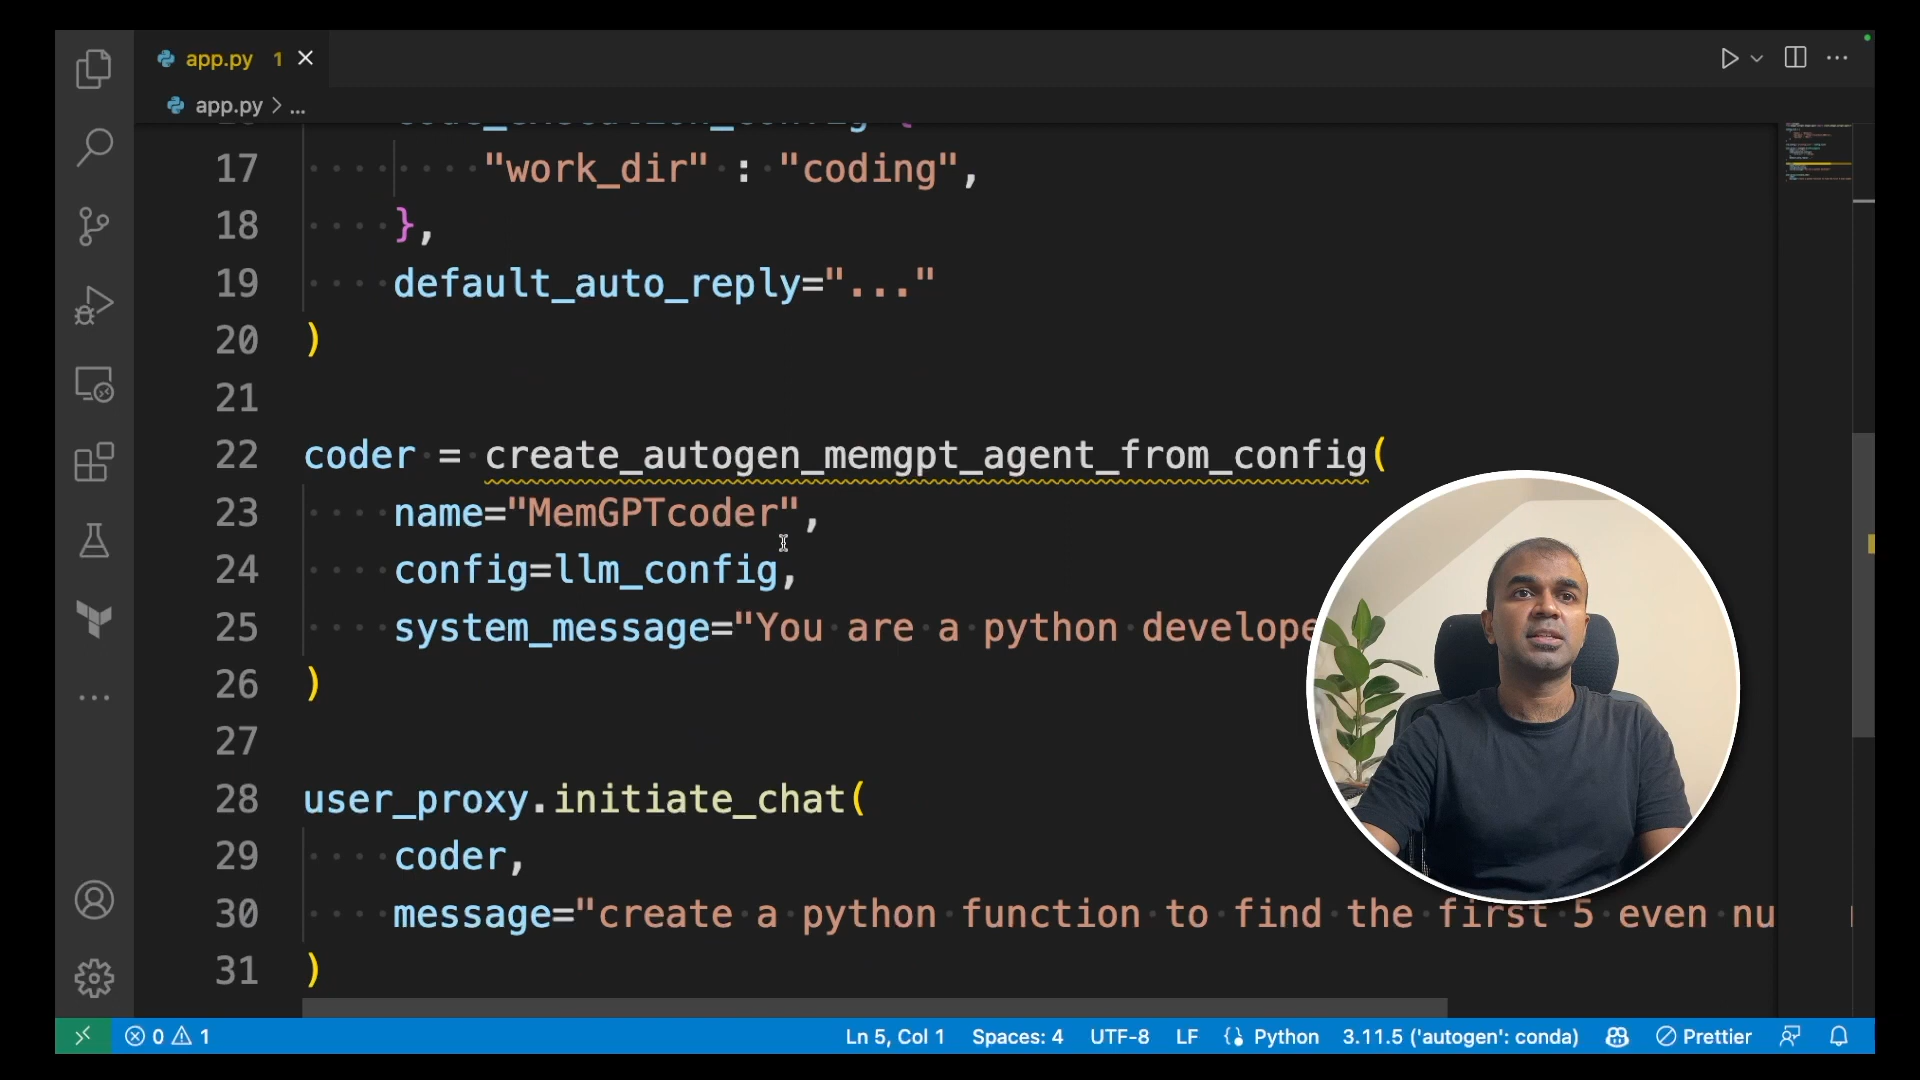 app.py 1
app.py > ...
17 "work_dir" : "coding",
18 },
19 default_auto_reply="..."
20 )
21
22 coder = create_autogen_memgpt_agent_from_config(
23 name="MemGPTcoder",
24 config=llm_config,
25 system_message="You are a python develope
26 )
27
28 user_proxy.initiate_chat(
29 coder,
30 message="create a python function to find the first 5 even nu
31 )
0 1 Ln 5, Col 1 Spaces: 4 UTF-8 LF Python 3.11.5 ('autogen': conda) Prettier